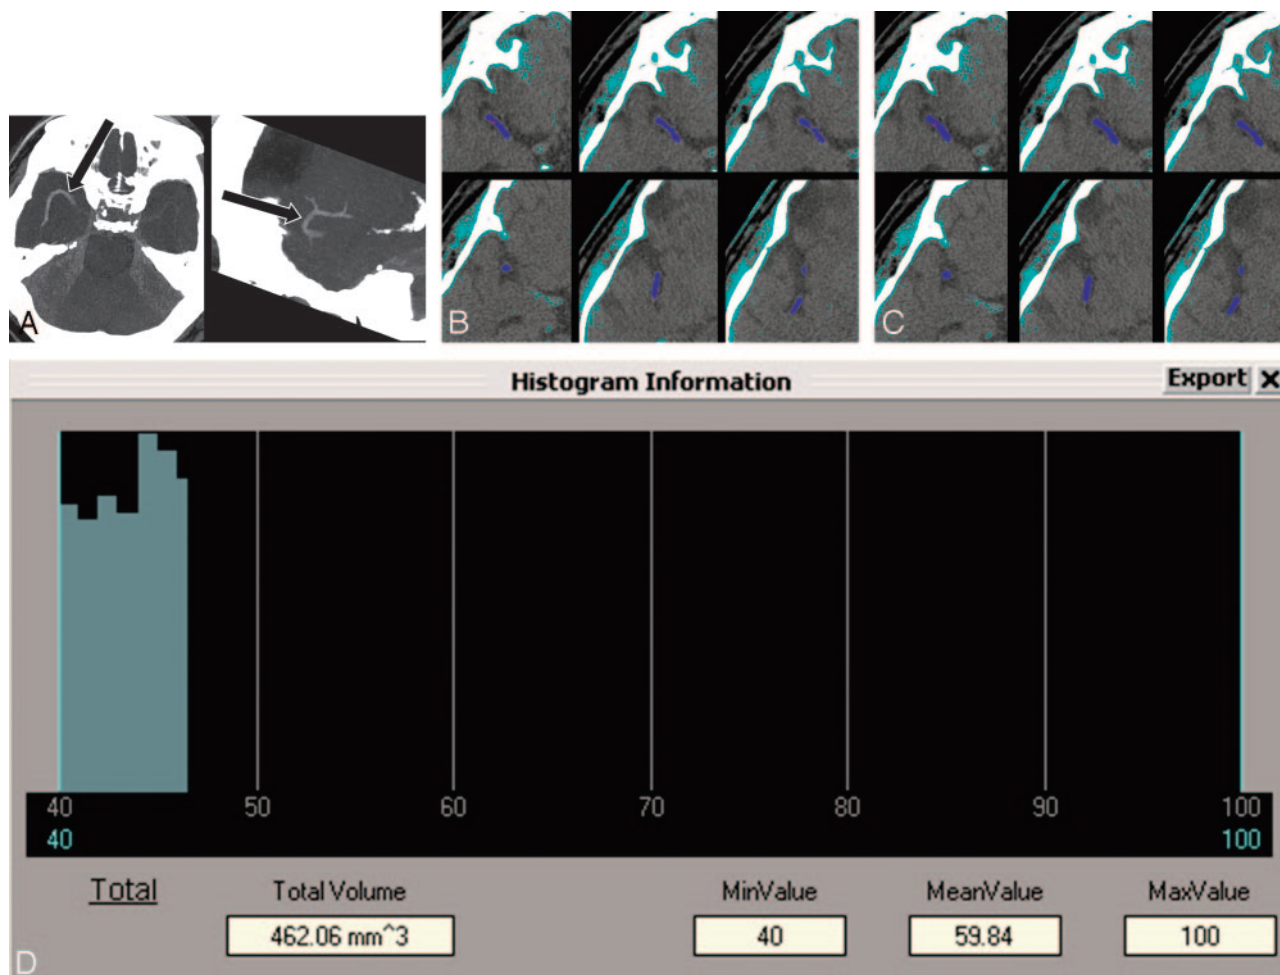 A
B
C
Histogram Information
Export X
40 50 60 70 80 90 100
40 100
Total
Total Volume
MinValue
MeanValue
MaxValue
462.06 mm^3
40
59.84
100
D